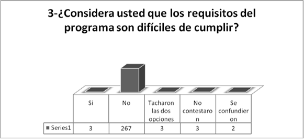 3-¿Considera usted que los requisitos del
programa son difíciles de cumplir?
Si
No
Tacharon
las dos
opciones
No
contestaro
n
Se
confundier
on
Series1
3
267
3
3
2